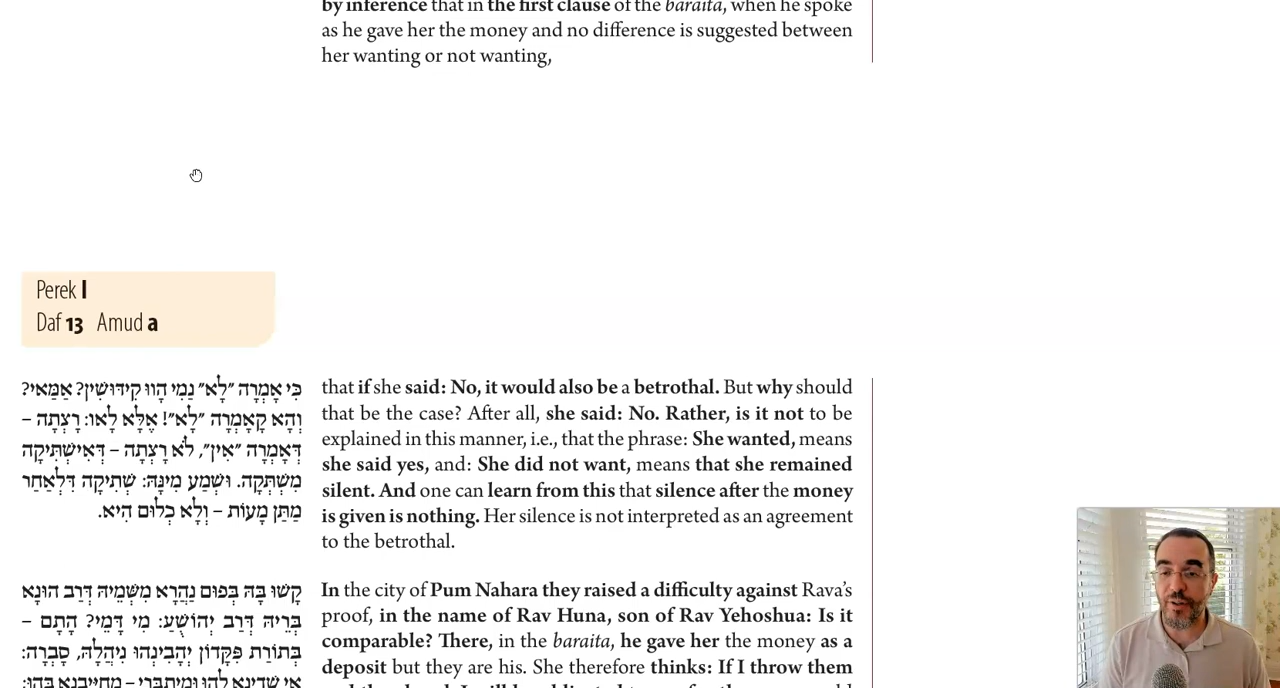 by inference that in the first clause of the baraita, when he spoke
as he gave her the money and no difference is suggested between
her wanting or not wanting,
Perek I
Daf 13 Amud a
כִּי אָמְרָה ״לָא״ נַמִי הָווּ קִידּוּשִׁין? אַמַּאי?
וְהָא קָאָמְרָה ״לָא״! אֶלָּא לָאו: רָצְתָה –
דְּאָמְרָה ״אִין״, לֹא רָצְתָה – דְּאִישְׁתִּיקָה
מִשְׁתְּקָה. וּשְׁמַע מִינָּהּ: שְׁתִיקָה דִּלְאַחַר
מַתַּן מָעוֹת – וְלָא כְּלוּם הִיא.
that if she said: No, it would also be a betrothal. But why should
that be the case? After all, she said: No. Rather, is it not to be
explained in this manner, i.e., that the phrase: She wanted, means
she said yes, and: She did not want, means that she remained
silent. And one can learn from this that silence after the money
is given is nothing. Her silence is not interpreted as an agreement
to the betrothal.
קָשׁוּ בָּהּ בְּפוּם נַהֲרָא מִשְּׁמֵיהּ דְּרַב הוּנָא
בְּרֵיהּ דְּרַב יְהוֹשֻׁעַ: מִי דָּמֵי? הָתָם –
בְּתוֹרַת פִּקָּדוֹן יְהָבִינְהוּ נִיהֲלָהּ, סָבְרָה:
אִי שָׁדֵינָא לְהוּ וּמִיתַּבְרִי – מְחַיַּיבְנָא בְּהוּ;
In the city of Pum Nahara they raised a difficulty against Rava's
proof, in the name of Rav Huna, son of Rav Yehoshua: Is it
comparable? There, in the baraita, he gave her the money as a
deposit but they are his. She therefore thinks: If I throw them